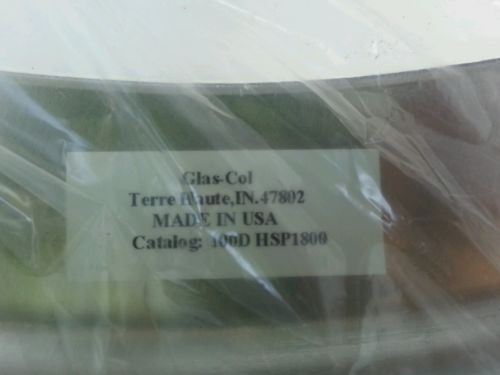 Glas-Col
Terre Haute,IN.47802
MADE IN USA
Catalog: 100D HSP1800